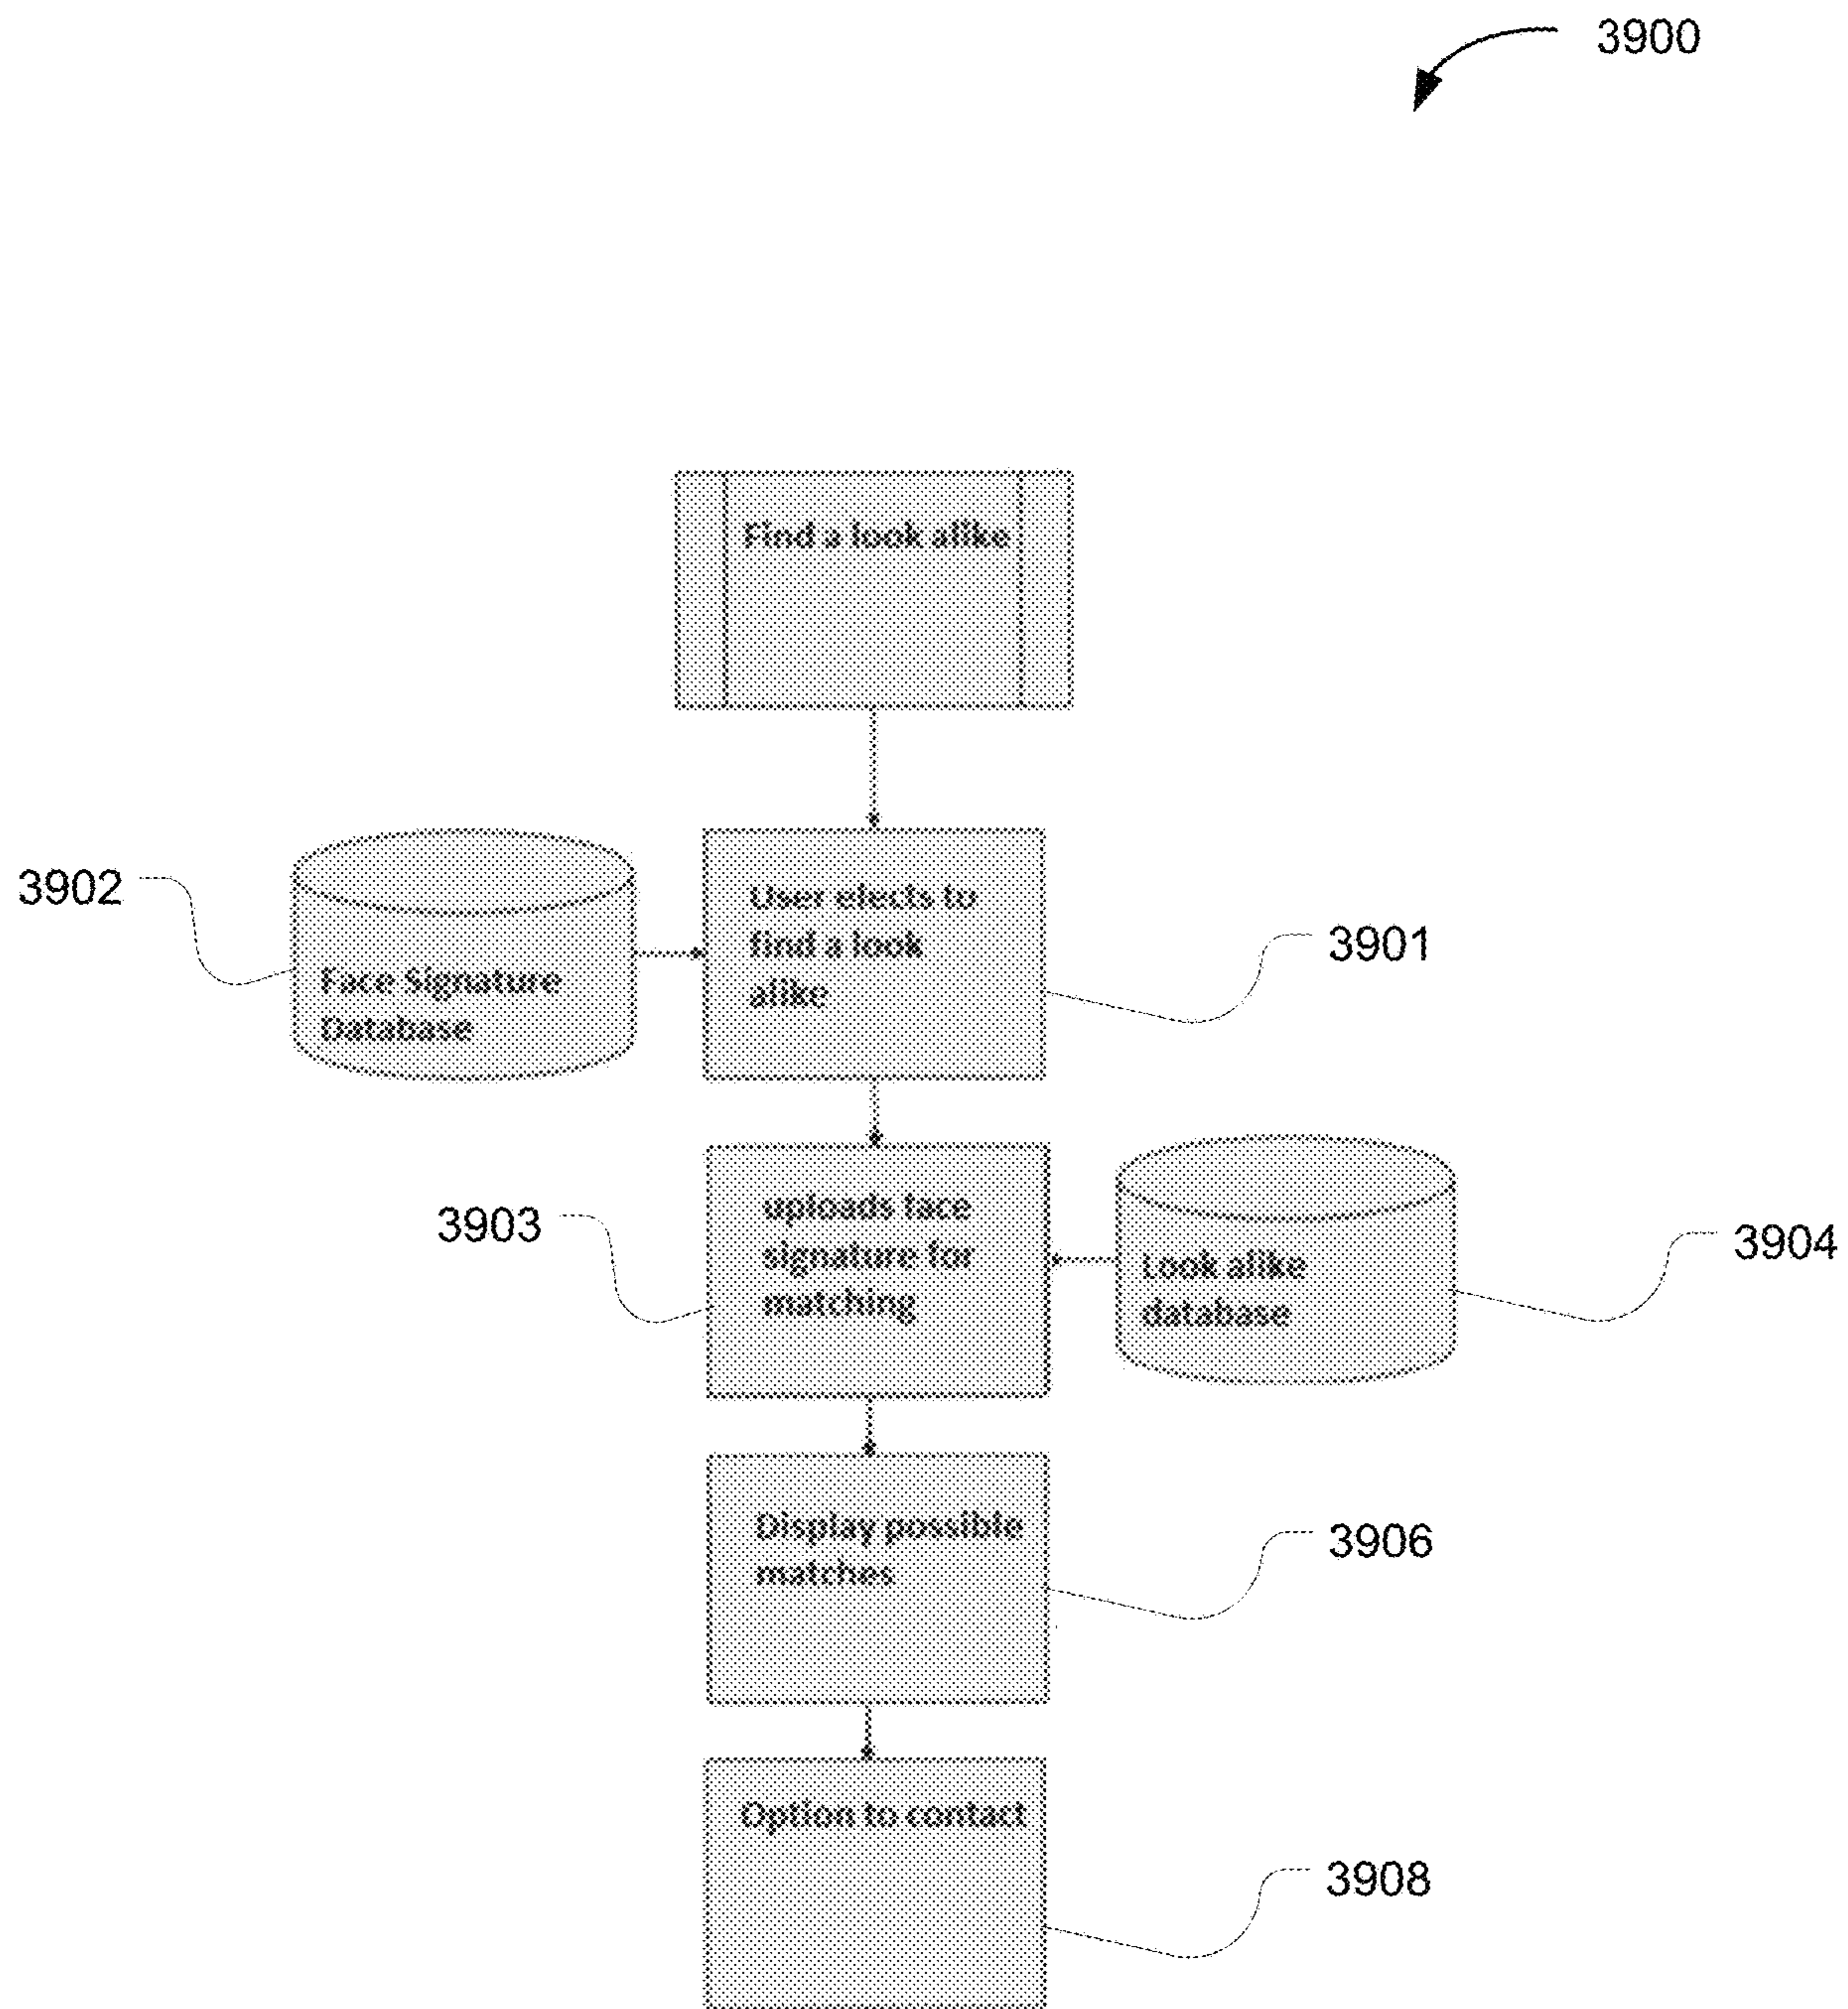 3900
Find a look alike
3902
Face Signature
Database
User elects to
find a look
alike
3901
3903
uploads face
signature for
matching
Look alike
database
3904
Display possible
matches
3906
Option to contact
3908